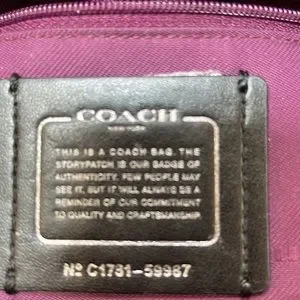 COACH
NEW YORK
THIS IS A COACH BAG. THE
STORYPATCH IS OUR BADGE OF
AUTHENTICITY. FEW PEOPLE MAY
SEE IT, BUT IT WILL ALWAYS BE A
REMINDER OF OUR COMMITMENT
TO QUALITY AND CRAFTSMANSHIP.
Nº C1781-59987